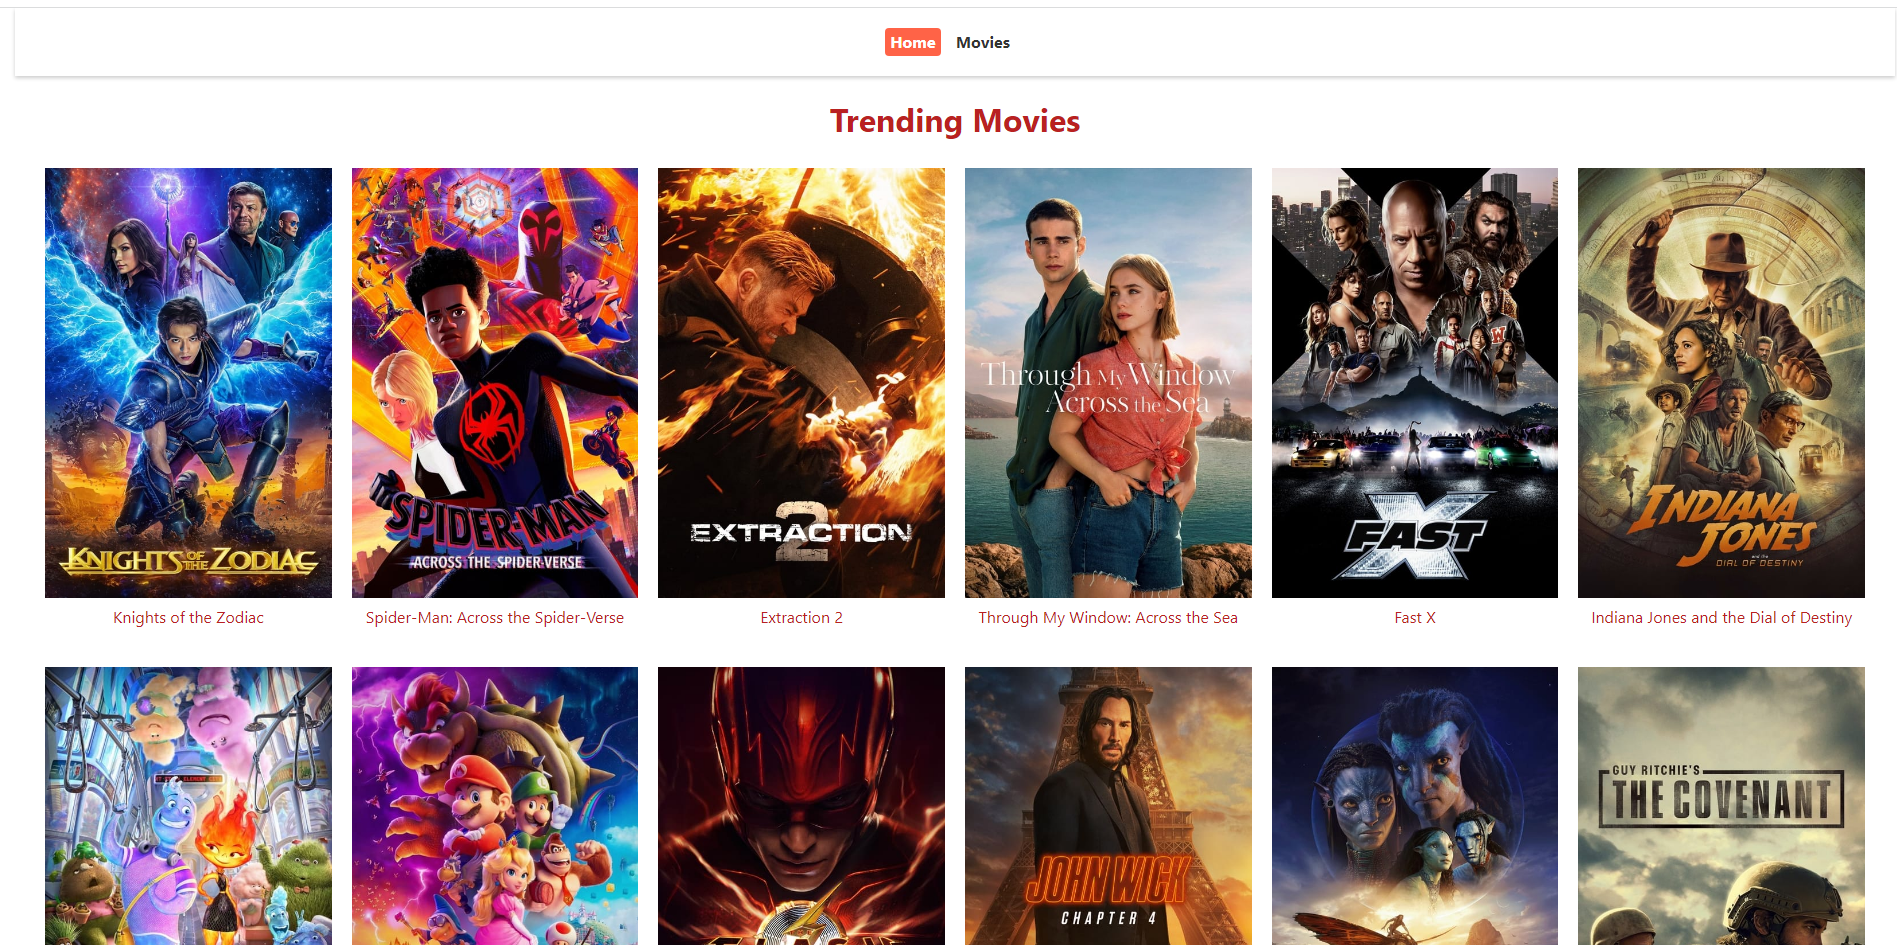 Home Movies
Trending Movies
KNIGHTS OF THE ZODIAC
SPIDER-MAN
ACROSS THE SPIDER-VERSE
EXTRACTION
2
Through My Window
Across the Sea
FAST
X
INDIANA
JONES
and the
DIAL OF DESTINY
Knights of the Zodiac
Spider-Man: Across the Spider-Verse
Extraction 2
Through My Window: Across the Sea
Fast X
Indiana Jones and the Dial of Destiny
JOHN WICK
CHAPTER 4
GUY RITCHIE'S
THE COVENANT